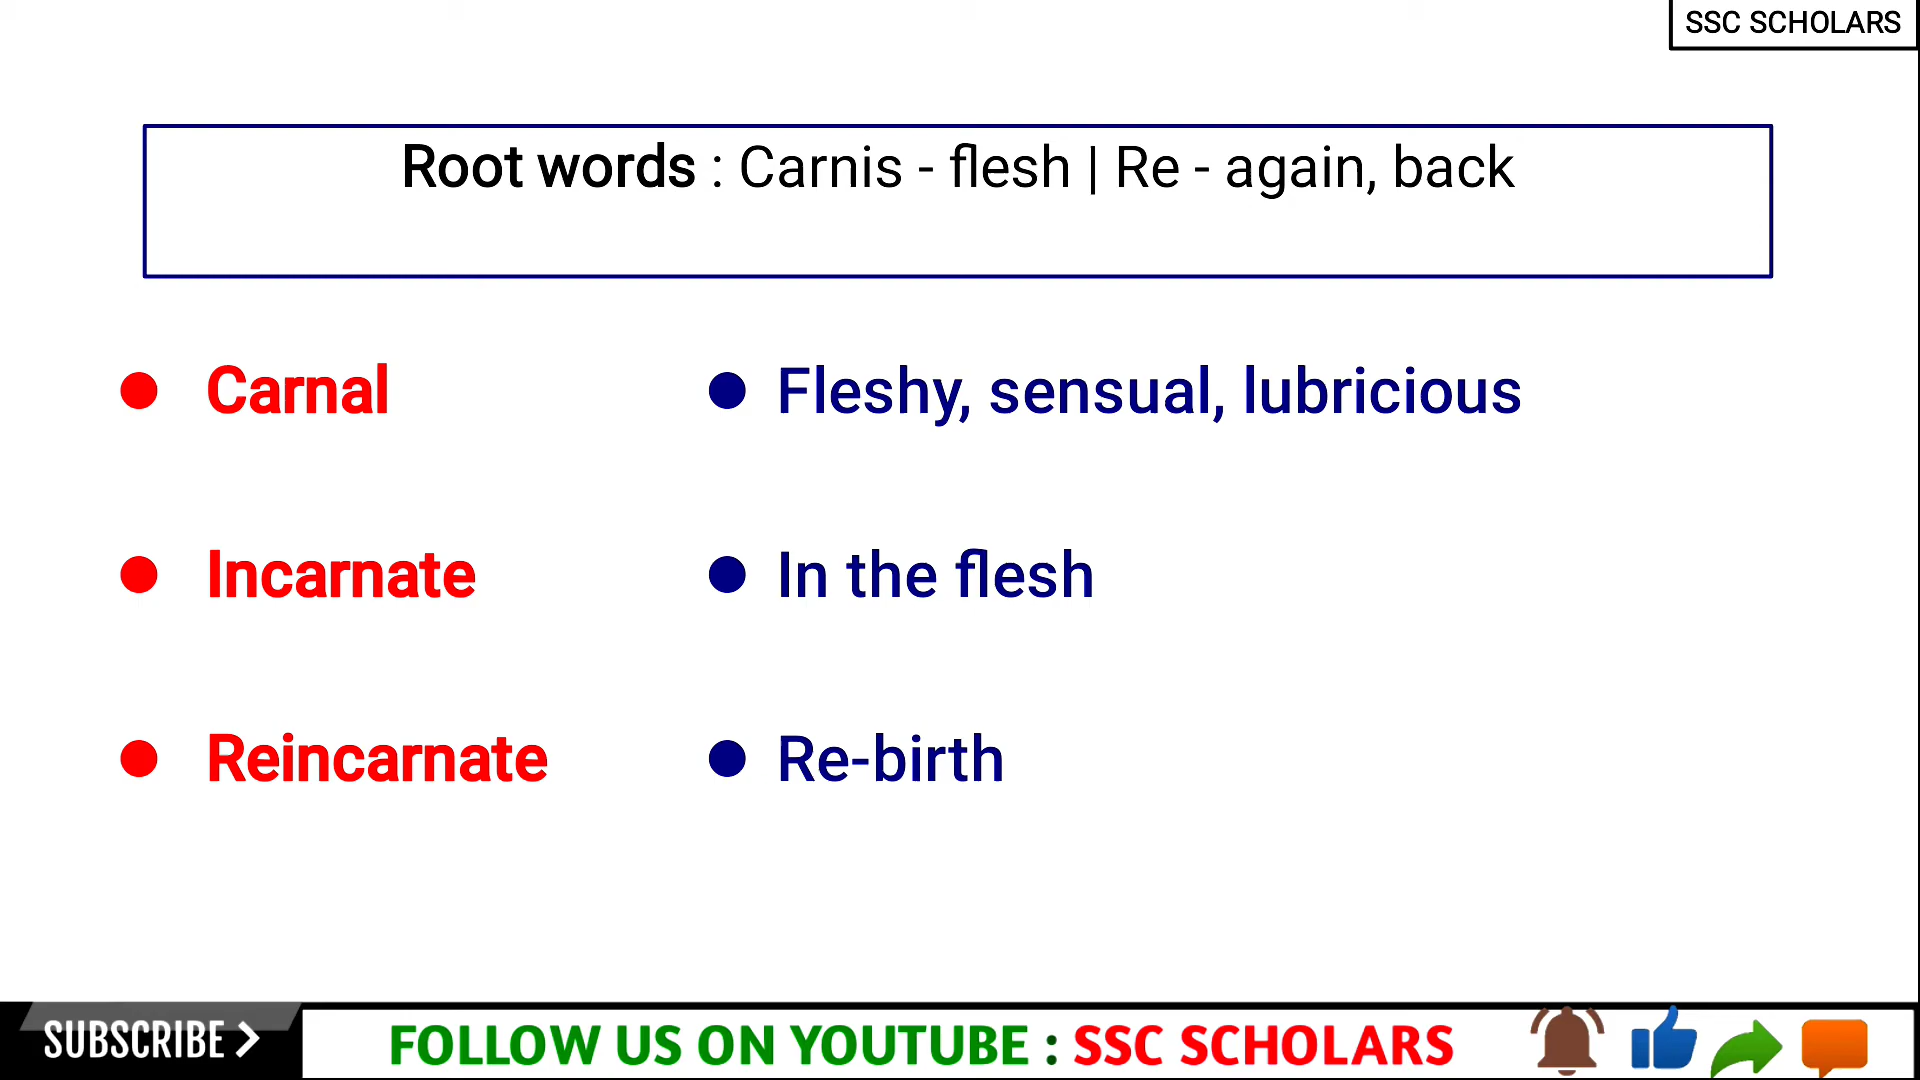 SSC SCHOLARS
Root words : Carnis - flesh | Re - again, back
● Carnal ● Fleshy, sensual, lubricious
● Incarnate ● In the flesh
● Reincarnate ● Re-birth
SUBSCRIBE FOLLOW US ON YOUTUBE : SSC SCHOLARS